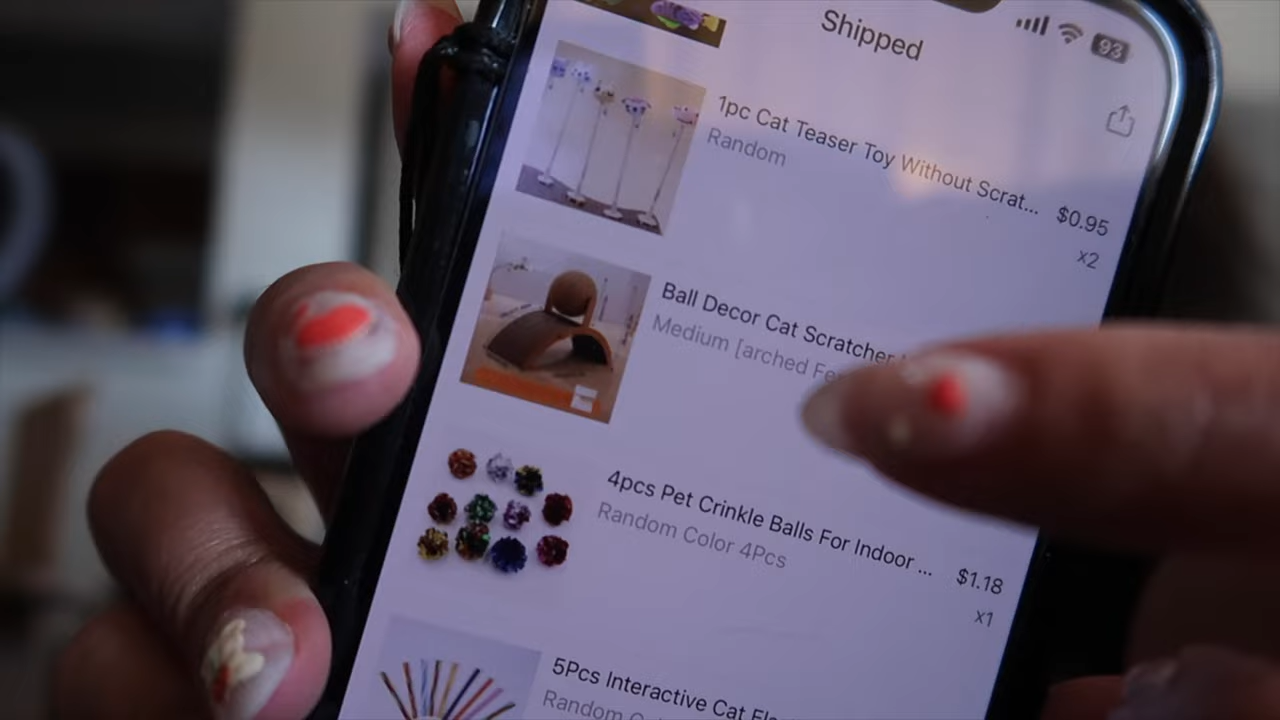 Shipped
93
1pc Cat Teaser Toy Without Scrat...
Random
$0.95
x2
Ball Decor Cat Scratcher
Medium [arched
4pcs Pet Crinkle Balls For Indoor ...
Random Color 4Pcs
$1.18
x1
5Pcs Interactive Cat
Random